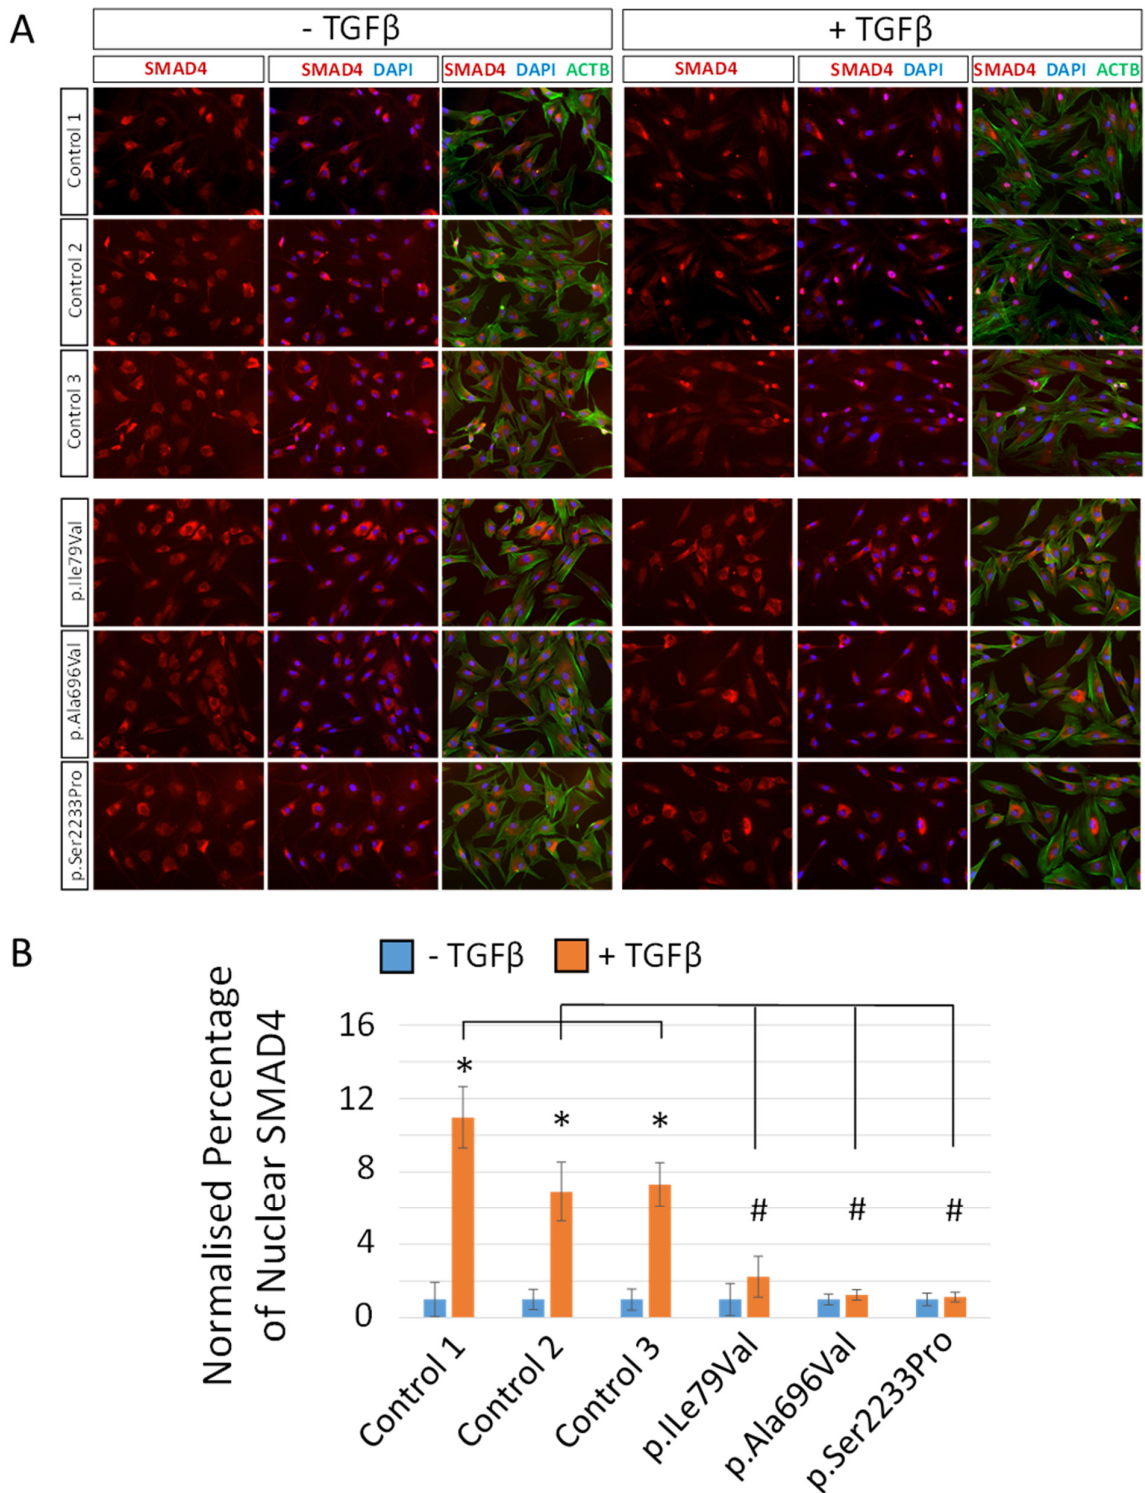 A
- TGFβ
+ TGFβ
SMAD4
SMAD4 DAPI
SMAD4 DAPI ACTB
SMAD4
SMAD4 DAPI
SMAD4 DAPI ACTB
Control 1
Control 2
Control 3
p.Ile79Val
p.Ala696Val
p.Ser2233Pro
B
- TGFβ
+ TGFβ
Normalised Percentage
of Nuclear SMAD4
16
12
8
4
0
*
*
*
#
#
#
Control 1
Control 2
Control 3
p.ILe79Val
p.Ala696Val
p.Ser2233Pro